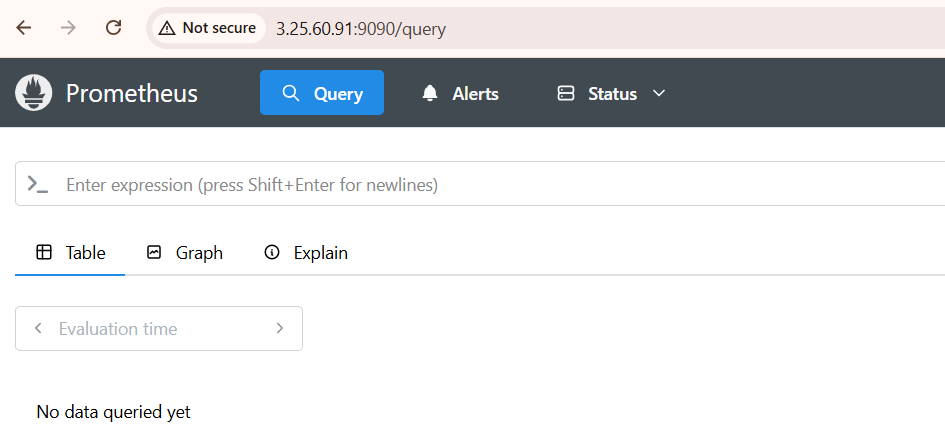 Not secure 3.25.60.91:9090/query
Prometheus Query Alerts Status
Enter expression (press Shift+Enter for newlines)
Table Graph Explain
Evaluation time
No data queried yet